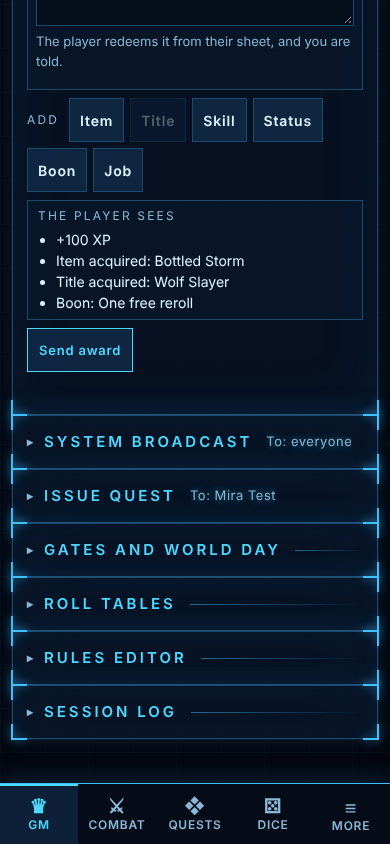 The player redeems it from their sheet, and you are
told.
ADD Item Title Skill Status
Boon Job
THE PLAYER SEES
+100 XP
Item acquired: Bottled Storm
Title acquired: Wolf Slayer
Boon: One free reroll
Send award
SYSTEM BROADCAST To: everyone
ISSUE QUEST To: Mira Test
GATES AND WORLD DAY
ROLL TABLES
RULES EDITOR
SESSION LOG
GM COMBAT QUESTS DICE MORE